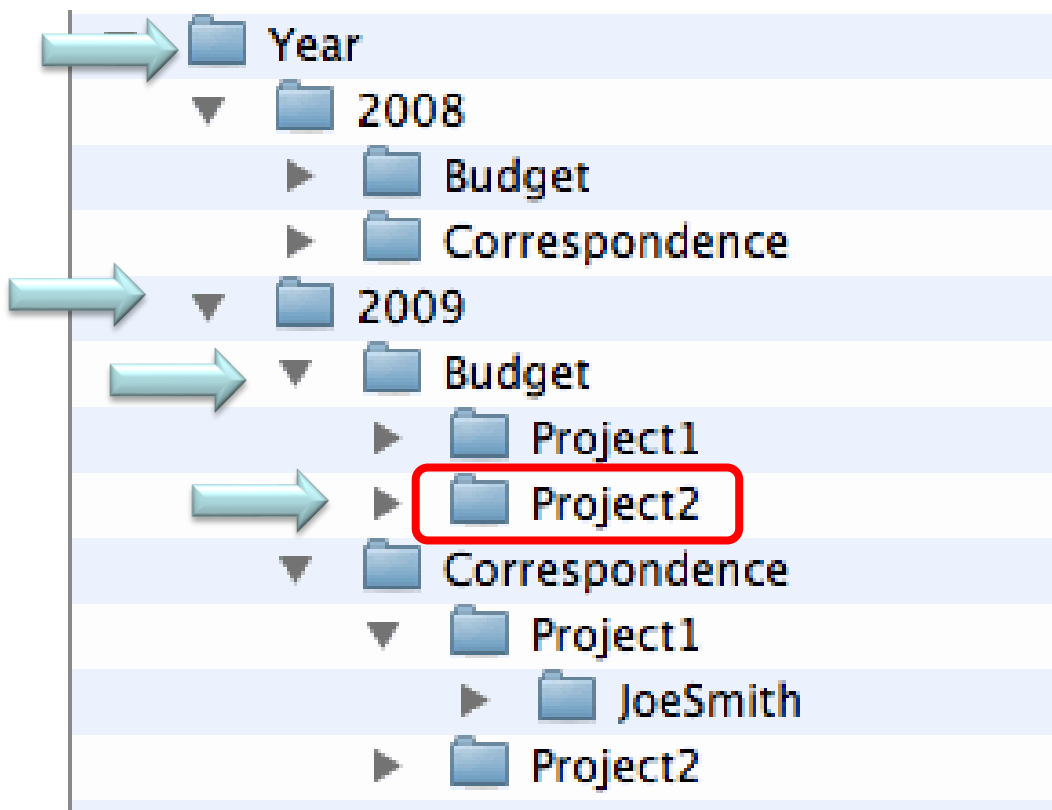 Year
2008
Budget
Correspondence
2009
Budget
Project1
Project2
Correspondence
Project1
JoeSmith
Project2